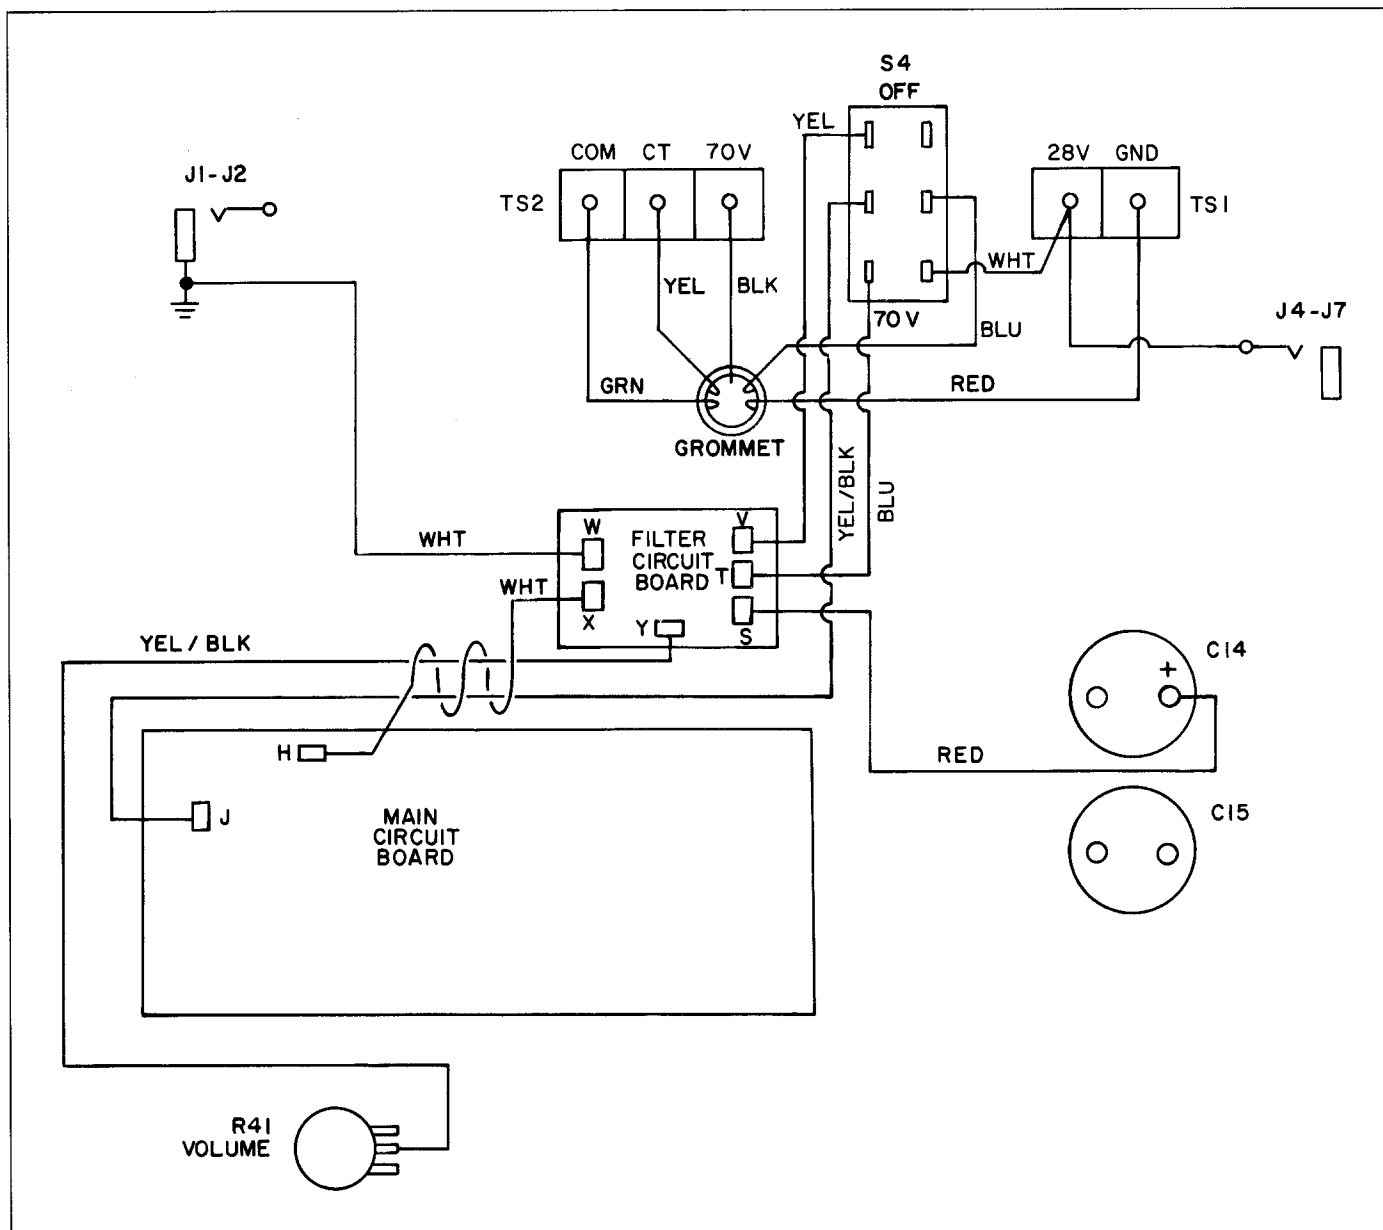 S4
OFF
YEL
COM CT 70V
28V GND
J1-J2
TS2
TS1
WHT
YEL BLK
70V
BLU
J4-J7
GRN
RED
GROMMET
YEL/BLK
BLU
W
V
FILTER
CIRCUIT
BOARD
T
WHT
WHT
X
Y
S
YEL/BLK
C14
+
H
RED
J
MAIN
CIRCUIT
BOARD
C15
R41
VOLUME